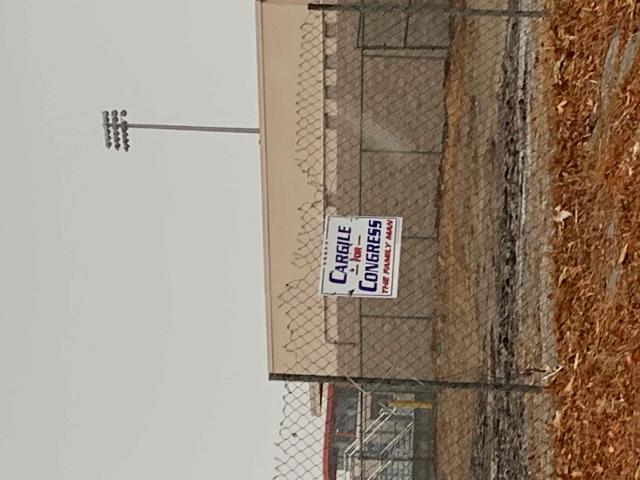 CARGILE
FOR
CONGRESS
THE FAMILY MAN